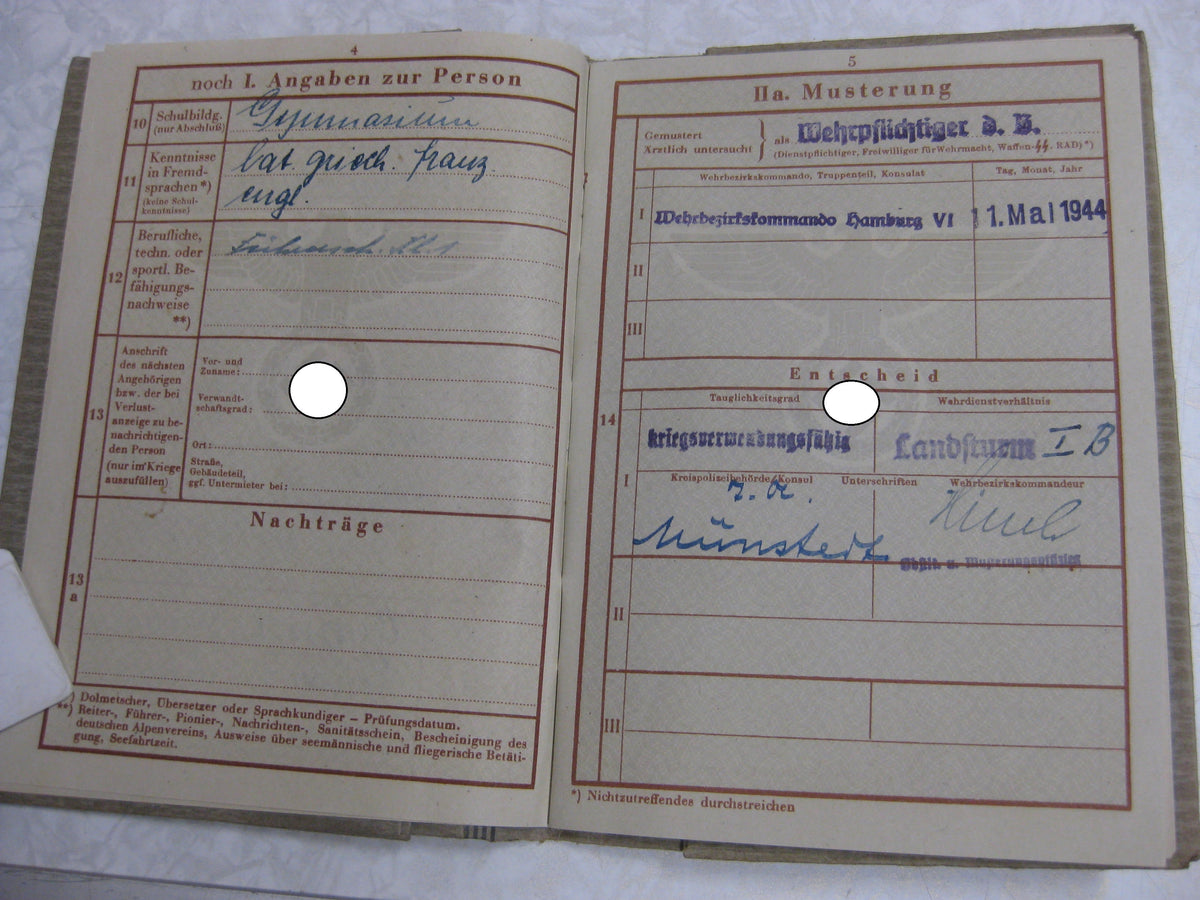 4
noch I. Angaben zur Person
10
Schulbildg.
(nur Abschluß)
Gymnasium
11
Kenntnisse
in Fremd-
sprachen*)
(keine Schul-
kenntnisse)
lat. griech. franz.
engl.
12
Berufliche,
techn. oder
sportl. Be-
fähigungs-
nachweise
**)
Führersch. Kl.
13
Anschrift
des nächsten
Angehörigen
bzw. der bei
Verlust-
anzeige zu be-
nachrichtigen-
den Person
(nur im Kriege
auszufüllen)
Vor- und
Zuname:
Verwandt-
schaftsgrad:
Ort:
Straße,
Gebäudeteil,
ggf. Untermieter bei:
Nachträge
13
a
*) Dolmetscher, Übersetzer oder Sprachkundiger – Prüfungsdatum.
**) Reiter-, Führer-, Pionier-, Nachrichten-, Sanitätsschein, Bescheinigung des
deutschen Alpenvereins, Ausweise über seemännische und fliegerische Betäti-
gung, Seefahrtzeit.
5
IIa. Musterung
Gemustert
Ärztlich untersucht
als Wehrpflichtiger d. B.
(Dienstpflichtiger, Freiwilliger für Wehrmacht, Waffen-SS, RAD)*)
Wehrbezirkskommando, Truppenteil, Konsulat
Tag, Monat, Jahr
I
Wehrbezirkskommando Hamburg VI
11. Mai 1944
II
III
Entscheid
14
Tauglichkeitsgrad
Wehrdienstverhältnis
kriegsverwendungsfähig
Landsturm I B
I
Kreispolizeibehörde/Konsul
Unterschriften
Wehrbezirkskommandeur
Münstedt
II
III
*) Nichtzutreffendes durchstreichen